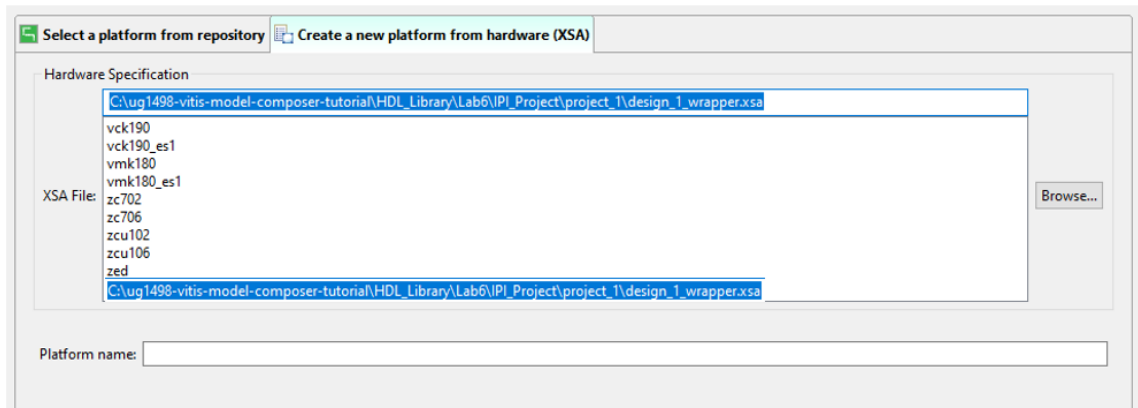 Select a platform from repository Create a new platform from hardware (XSA)
Hardware Specification
C:\ug1498-vitis-model-composer-tutorial\HDL_Library\Lab6\IPI_Project\project_1\design_1_wrapper.xsa
vck190
vck190_es1
vmk180
vmk180_es1
XSA File: zc702 Browse...
zc706
zcu102
zcu106
zed
C:\ug1498-vitis-model-composer-tutorial\HDL_Library\Lab6\IPI_Project\project_1\design_1_wrapper.xsa
Platform name: